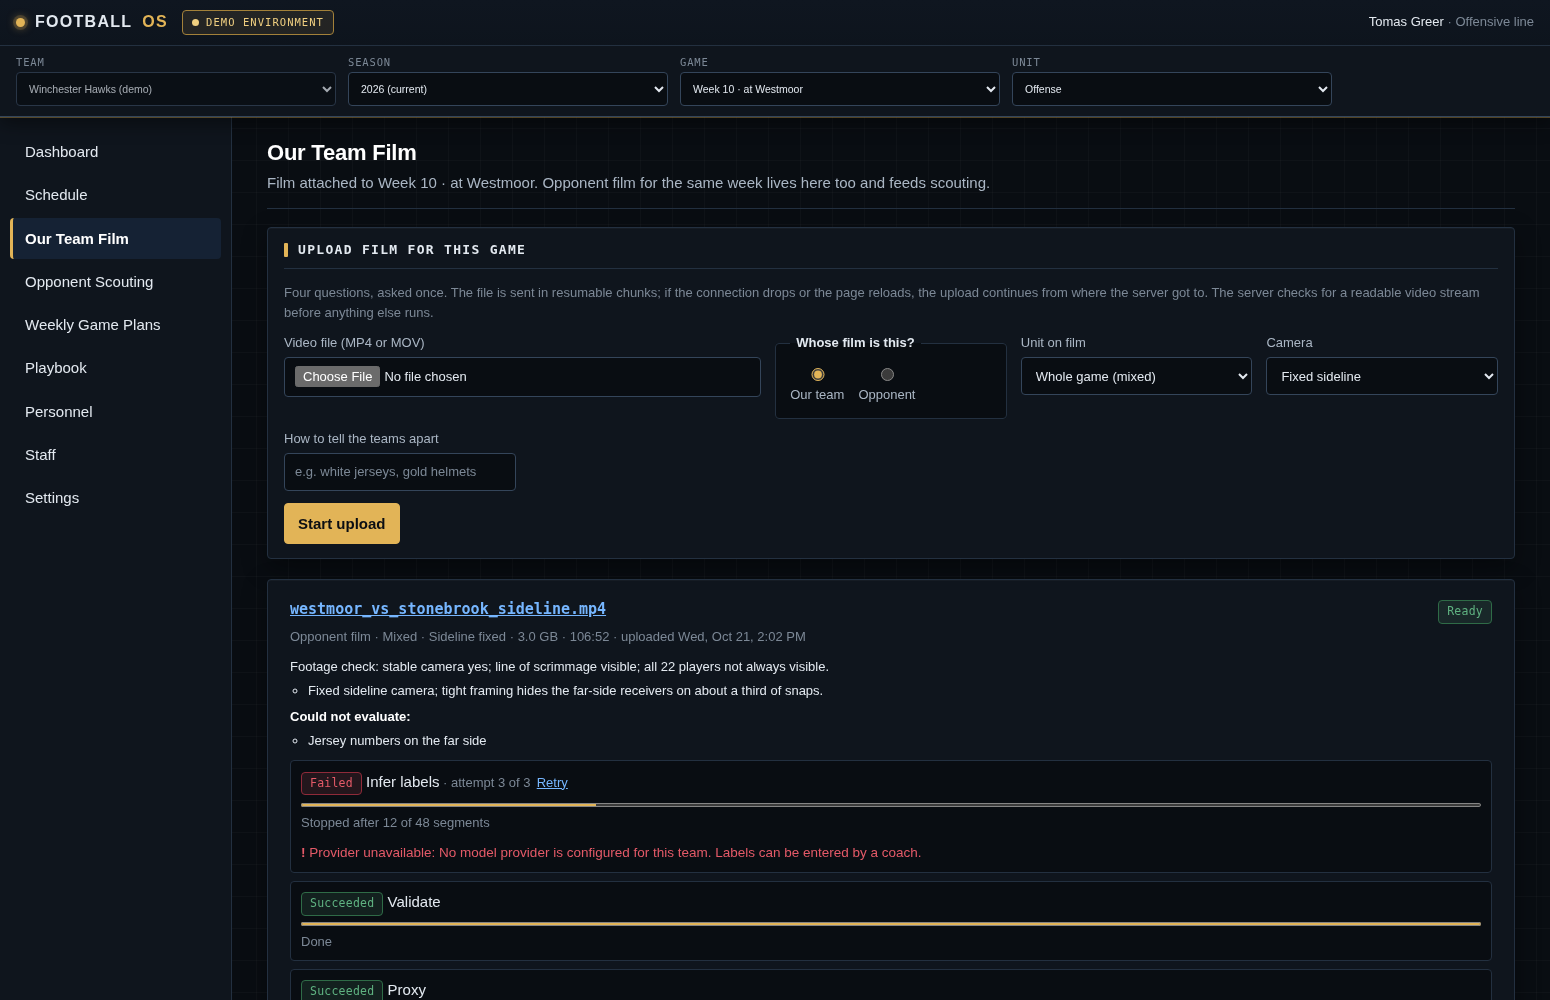 FOOTBALL OS
DEMO ENVIRONMENT
Tomas Greer · Offensive line
TEAM
Winchester Hawks (demo)
SEASON
2026 (current)
GAME
Week 10 · at Westmoor
UNIT
Offense
Dashboard
Schedule
Our Team Film
Opponent Scouting
Weekly Game Plans
Playbook
Personnel
Staff
Settings
Our Team Film
Film attached to Week 10 · at Westmoor. Opponent film for the same week lives here too and feeds scouting.
UPLOAD FILM FOR THIS GAME
Four questions, asked once. The file is sent in resumable chunks; if the connection drops or the page reloads, the upload continues from where the server got to. The server checks for a readable video stream
before anything else runs.
Video file (MP4 or MOV)
Choose File No file chosen
Whose film is this?
Our team
Opponent
Unit on film
Whole game (mixed)
Camera
Fixed sideline
How to tell the teams apart
e.g. white jerseys, gold helmets
Start upload
westmoor_vs_stonebrook_sideline.mp4
Ready
Opponent film · Mixed · Sideline fixed · 3.0 GB · 106:52 · uploaded Wed, Oct 21, 2:02 PM
Footage check: stable camera yes; line of scrimmage visible; all 22 players not always visible.
Fixed sideline camera; tight framing hides the far-side receivers on about a third of snaps.
Could not evaluate:
Jersey numbers on the far side
Failed Infer labels · attempt 3 of 3 Retry
Stopped after 12 of 48 segments
! Provider unavailable: No model provider is configured for this team. Labels can be entered by a coach.
Succeeded Validate
Done
Succeeded Proxy